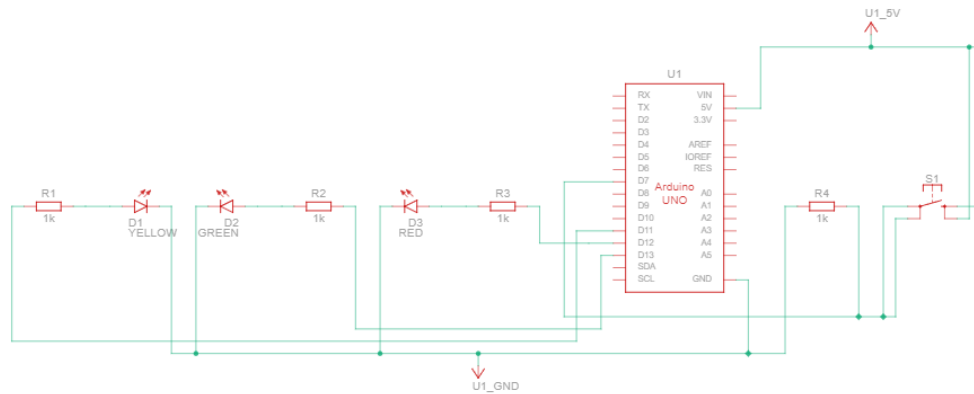 U1_5V
U1
RX
TX
D2
D3
D4
D5
D6
D7
D8
D9
D10
D11
D12
D13
SDA
SCL
VIN
5V
3.3V
AREF
IOREF
RES
A0
A1
A2
A3
A4
A5
GND
Arduino
UNO
R1
1k
D1
YELLOW
D2
GREEN
R2
1k
D3
RED
R3
1k
R4
1k
S1
U1_GND